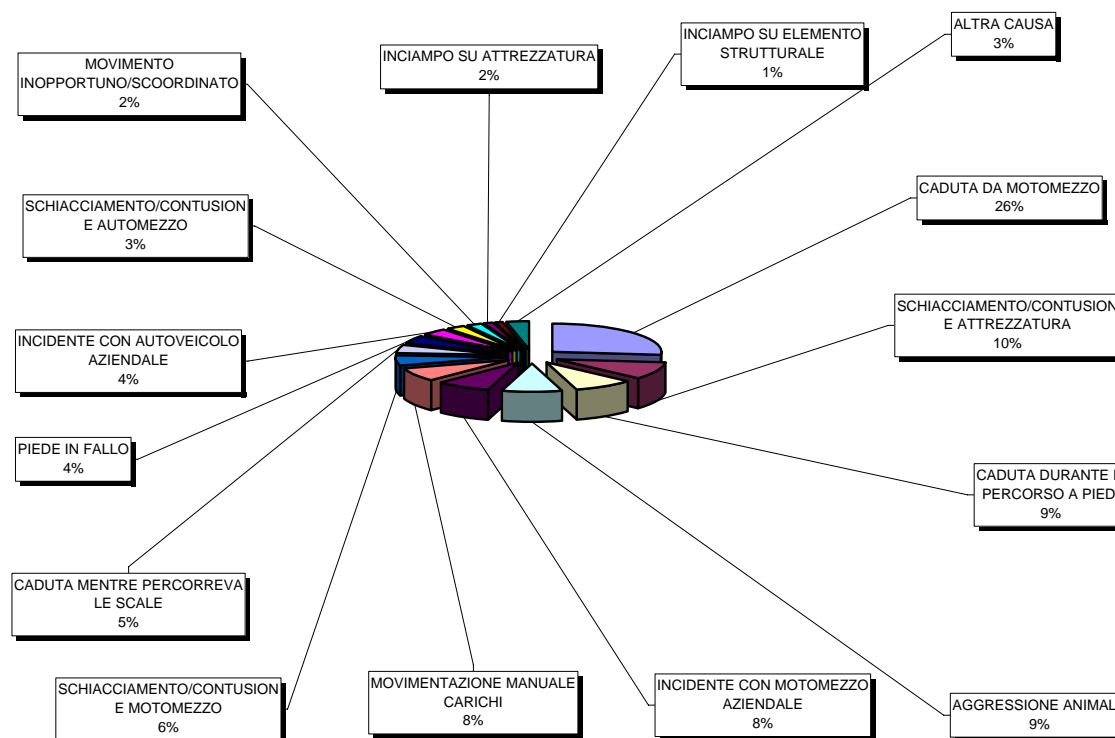 ALTRA CAUSA
3%
INCIAMPO SU ELEMENTO
STRUTTURALE
1%
INCIAMPO SU ATTREZZATURA
2%
MOVIMENTO
INOPPORTUNO/SCOORDINATO
2%
CADUTA DA MOTOMEZZO
26%
SCHIACCIAMENTO/CONTUSION
E AUTOMEZZO
3%
SCHIACCIAMENTO/CONTUSION
E ATTREZZATURA
10%
INCIDENTE CON AUTOVEICOLO
AZIENDALE
4%
PIEDE IN FALLO
4%
CADUTA DURANTE I
PERCORSO A PIED
9%
CADUTA MENTRE PERCORREVA
LE SCALE
5%
SCHIACCIAMENTO/CONTUSION
E MOTOMEZZO
6%
MOVIMENTAZIONE MANUALE
CARICHI
8%
INCIDENTE CON MOTOMEZZO
AZIENDALE
8%
AGGRESSIONE ANIMAL
9%